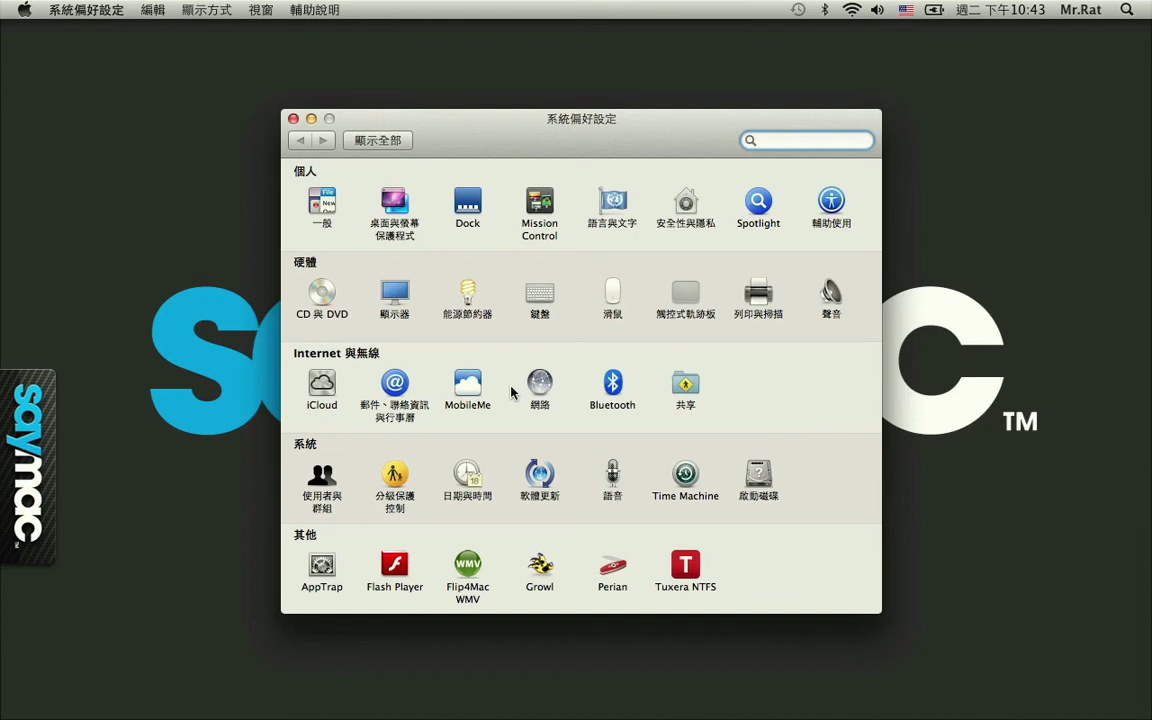 系統偏好設定 編輯 顯示方式 視窗 輔助說明 週二 下午10:43 Mr.Rat
系統偏好設定
顯示全部
個人
File
New
一般
桌面與螢幕
保護程式
Dock
Mission
Control
語言與文字
安全性與隱私
Spotlight
輔助使用
硬體
CD 與 DVD
顯示器
能源節約器
鍵盤
滑鼠
觸控式軌跡板
列印與掃描
聲音
Internet 與無線
iCloud
郵件、聯絡資訊
與行事曆
MobileMe
網路
Bluetooth
共享
系統
使用者與
群組
分級保護
控制
18
日期與時間
軟體更新
語音
Time Machine
啟動磁碟
其他
AppTrap
Flash Player
WMV
Flip4Mac
WMV
Growl
Perian
T
Tuxera NTFS
saymac
C
TM